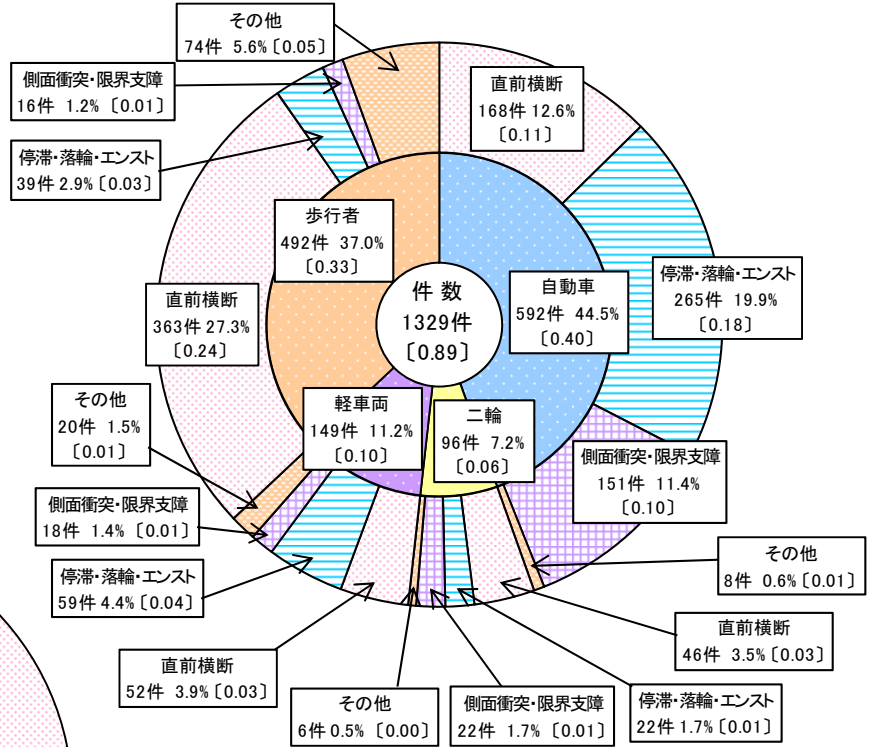 その他
74件 5.6% 〔0.05〕
側面衝突・限界支障
16件 1.2% 〔0.01〕
停滞・落輪・エンスト
39件 2.9% 〔0.03〕
直前横断
168件 12.6%
〔0.11〕
歩行者
492件 37.0%
〔0.33〕
件 数
1329件
〔0.89〕
自動車
592件 44.5%
〔0.40〕
停滞・落輪・エンスト
265件 19.9%
〔0.18〕
直前横断
363件 27.3%
〔0.24〕
その他
20件 1.5%
〔0.01〕
軽車両
149件 11.2%
〔0.10〕
二輪
96件 7.2%
〔0.06〕
側面衝突・限界支障
151件 11.4%
〔0.10〕
側面衝突・限界支障
18件 1.4% 〔0.01〕
その他
8件 0.6% 〔0.01〕
停滞・落輪・エンスト
59件 4.4% 〔0.04〕
直前横断
46件 3.5% 〔0.03〕
直前横断
52件 3.9% 〔0.03〕
その他
6件 0.5% 〔0.00〕
側面衝突・限界支障
22件 1.7% 〔0.01〕
停滞・落輪・エンスト
22件 1.7% 〔0.01〕